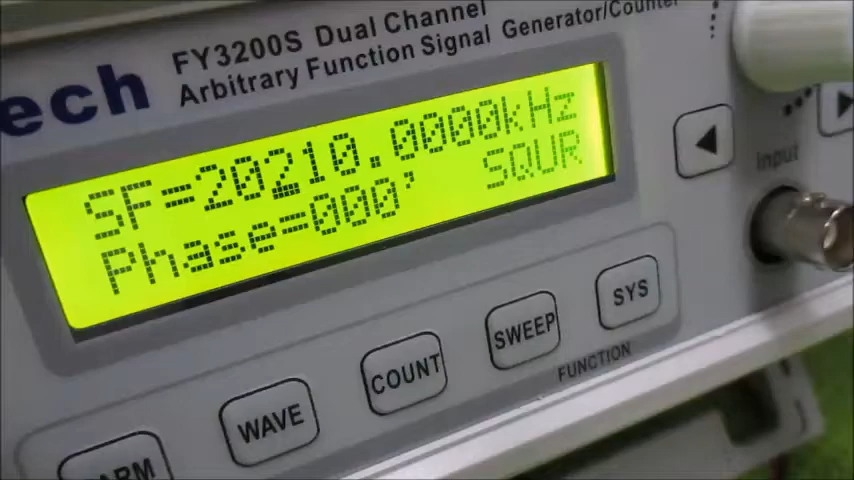 FY3200S Dual Channel
Arbitrary Function Signal Generator/Counter
ech
SF=20210.0000kHz
Phase=000' SQUR
Input
WAVE
COUNT
SWEEP
SYS
FUNCTION